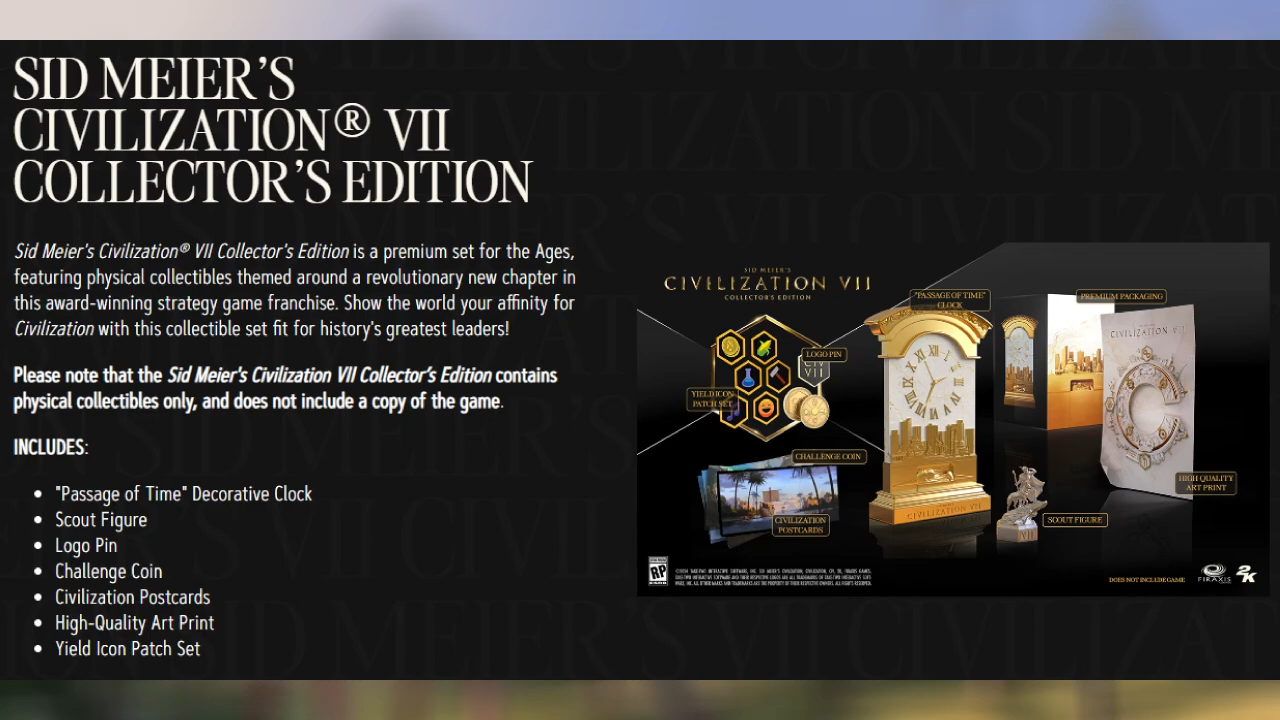 SID MEIER'S
CIVILIZATION® VII
COLLECTOR'S EDITION
Sid Meier's Civilization® VII Collector's Edition is a premium set for the Ages,
featuring physical collectibles themed around a revolutionary new chapter in
this award-winning strategy game franchise. Show the world your affinity for
Civilization with this collectible set fit for history's greatest leaders!
Please note that the Sid Meier's Civilization VII Collector's Edition contains
physical collectibles only, and does not include a copy of the game.
INCLUDES:
• "Passage of Time" Decorative Clock
• Scout Figure
• Logo Pin
• Challenge Coin
• Civilization Postcards
• High-Quality Art Print
• Yield Icon Patch Set
SID MEIER'S
CIVILIZATION VII
COLLECTOR'S EDITION
"PASSAGE OF TIME"
CLOCK
PREMIUM PACKAGING
CIVILIZATION VII
LOGO PIN
CIV
VII
YIELD ICON
PATCH SET
CHALLENGE COIN
CIVILIZATION
POSTCARDS
CIVILIZATION VII
SCOUT FIGURE
VII
HIGH QUALITY
ART PRINT
RP
DOES NOT INCLUDE GAME
FIRAXIS
2K